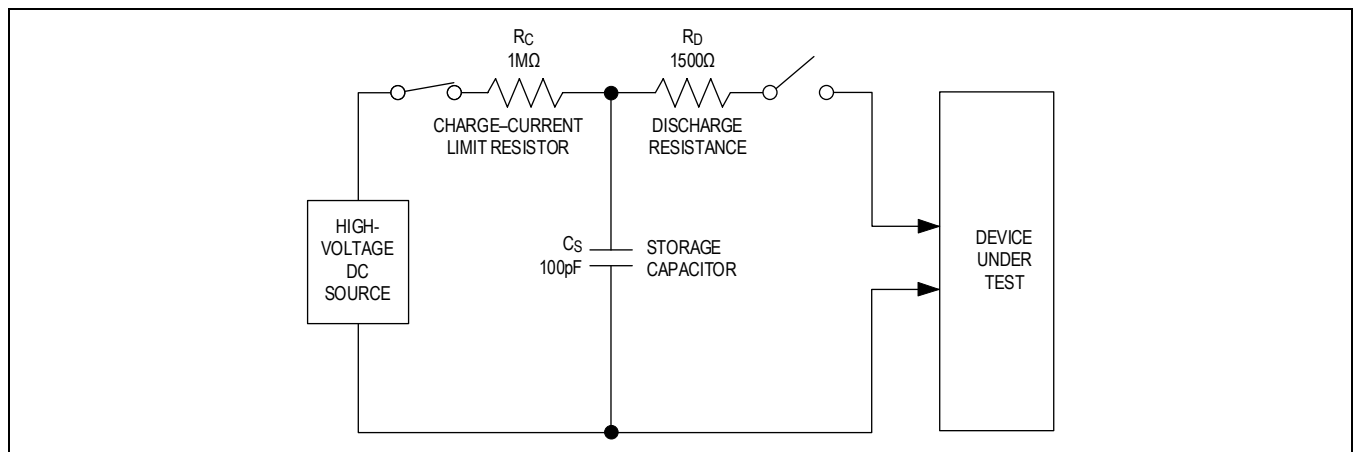 RC
1MΩ
CHARGE–CURRENT
LIMIT RESISTOR
RD
1500Ω
DISCHARGE
RESISTANCE
HIGH-
VOLTAGE
DC
SOURCE
CS
100pF
STORAGE
CAPACITOR
DEVICE
UNDER
TEST